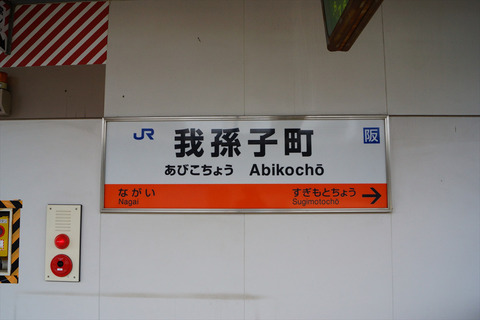 JR 我孫子町 阪
あびこちょう Abikochō
ながい すぎもとちょう
Nagai Sugimotochō